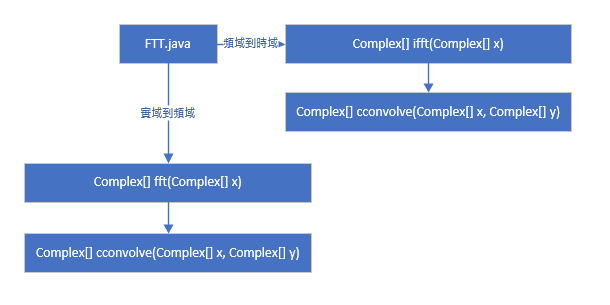 FTT.java
頻域到時域
Complex[] ifft(Complex[] x)
Complex[] cconvolve(Complex[] x, Complex[] y)
實域到頻域
Complex[] fft(Complex[] x)
Complex[] cconvolve(Complex[] x, Complex[] y)